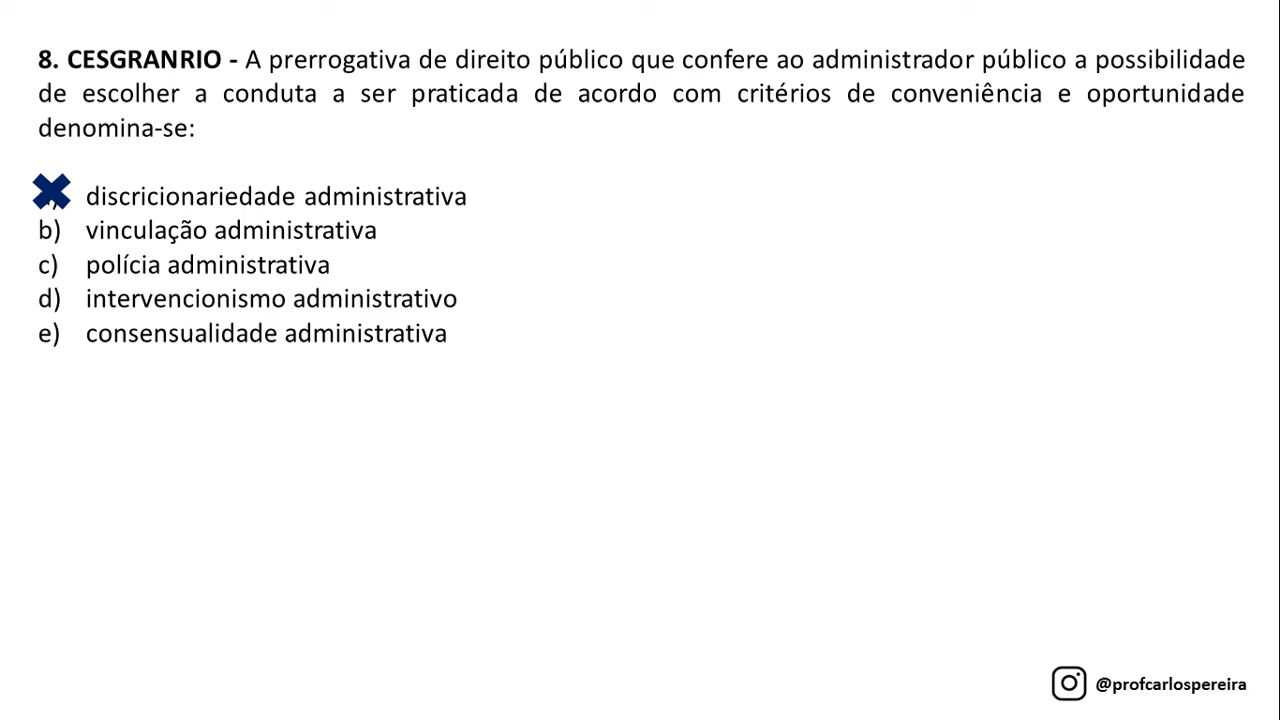 8. CESGRANRIO - A prerrogativa de direito público que confere ao administrador público a possibilidade
de escolher a conduta a ser praticada de acordo com critérios de conveniência e oportunidade
denomina-se:
discricionariedade administrativa
b) vinculação administrativa
c) polícia administrativa
d) intervencionismo administrativo
e) consensualidade administrativa
@profcarlospereira